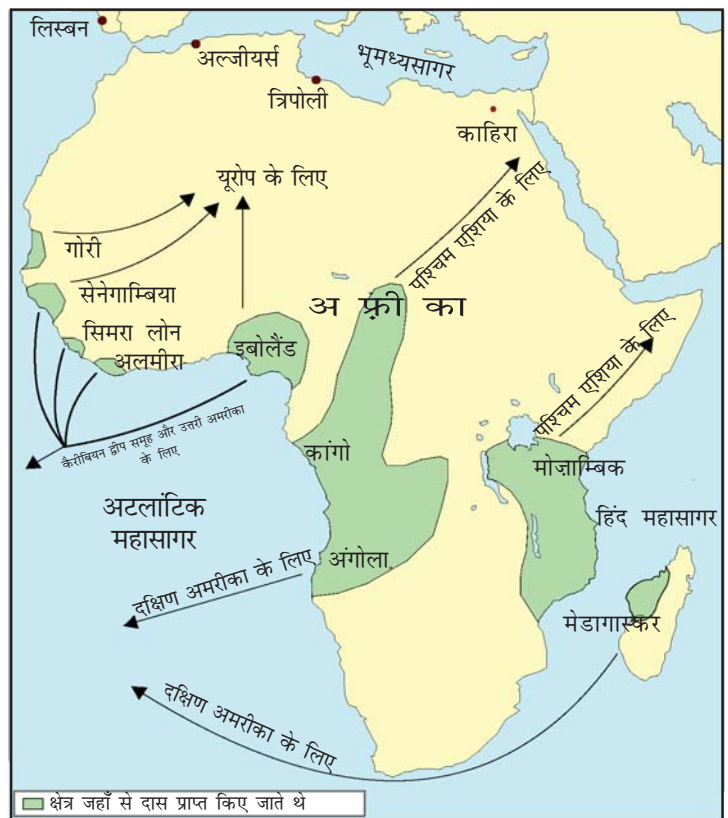 लिस्बन
अल्जीयर्स
भूमध्यसागर
त्रिपोली
काहिरा
यूरोप के लिए
पश्चिम एशिया के लिए
गोरी
सेनेगाम्बिया
अफ्ऱीका
सिमरा लोन
अलमीरा
इबोलैंड
पश्चिम एशिया के लिए
कैरीबियन द्वीप समूह और उत्तरी अमरीका
के लिए
कांगो
मोज़ाम्बिक
अटलांटिक
महासागर
हिंद महासागर
अंगोला
दक्षिण अमरीका के लिए
मेडागास्कर
दक्षिण अमरीका के लिए
क्षेत्र जहाँ से दास प्राप्त किए जाते थे